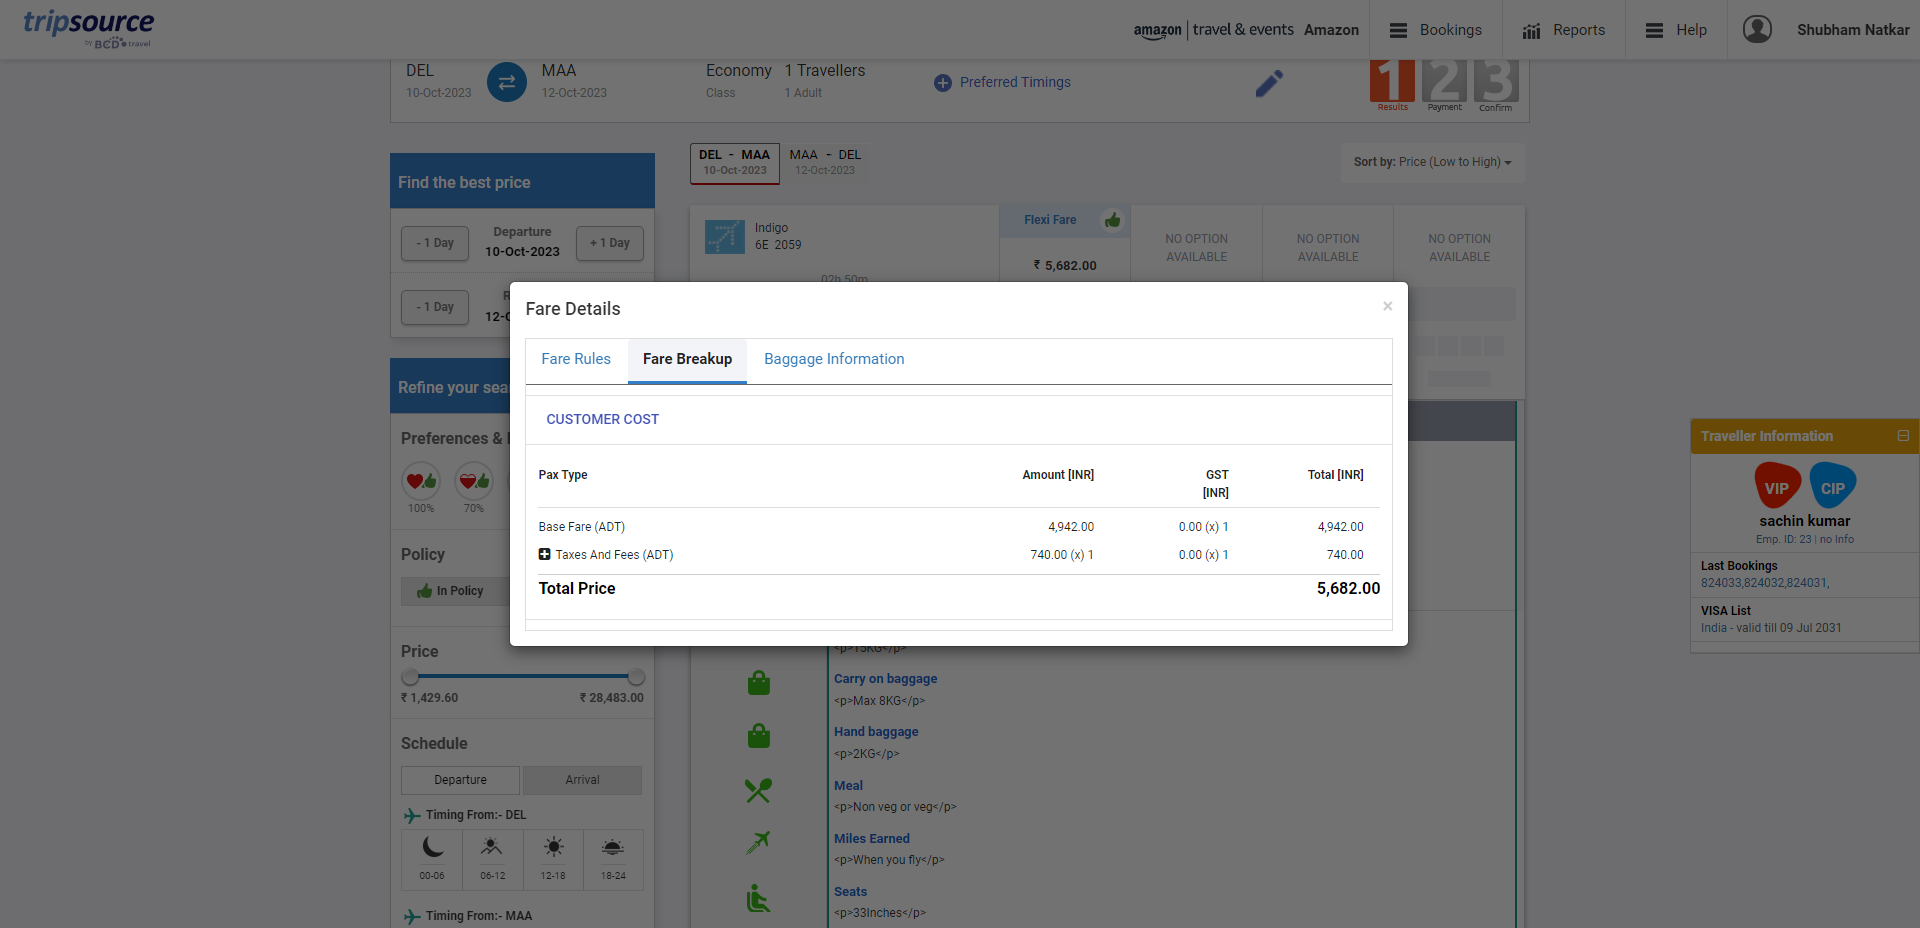 tripsource
by BCD travel
amazon | travel & events Amazon
Bookings
Reports
Help
Shubham Natkar
DEL
10-Oct-2023
MAA
12-Oct-2023
Economy
Class
1 Travellers
1 Adult
Preferred Timings
1 2 3
Results Payment Confirm
DEL - MAA
10-Oct-2023
MAA - DEL
12-Oct-2023
Sort by: Price (Low to High)
Find the best price
- 1 Day
Departure
10-Oct-2023
+ 1 Day
- 1 Day
R
12-O
Indigo
6E 2059
02h 50m
Flexi Fare
₹ 5,682.00
NO OPTION
AVAILABLE
NO OPTION
AVAILABLE
NO OPTION
AVAILABLE
Fare Details
×
Fare Rules
Fare Breakup
Baggage Information
CUSTOMER COST
Pax Type Amount [INR] GST [INR] Total [INR]
Base Fare (ADT) 4,942.00 0.00 (x) 1 4,942.00
Taxes And Fees (ADT) 740.00 (x) 1 0.00 (x) 1 740.00
Total Price 5,682.00
Refine your sea
Preferences &
100%
70%
Policy
In Policy
Price
₹ 1,429.60
₹ 28,483.00
Schedule
Departure
Arrival
Timing From:- DEL
00-06 06-12 12-18 18-24
Timing From:- MAA
<p>15KG</p>
Carry on baggage
<p>Max 8KG</p>
Hand baggage
<p>2KG</p>
Meal
<p>Non veg or veg</p>
Miles Earned
<p>When you fly</p>
Seats
<p>33Inches</p>
Traveller Information
VIP CIP
sachin kumar
Emp. ID: 23 | no Info
Last Bookings
824033,824032,824031,
VISA List
India - valid till 09 Jul 2031